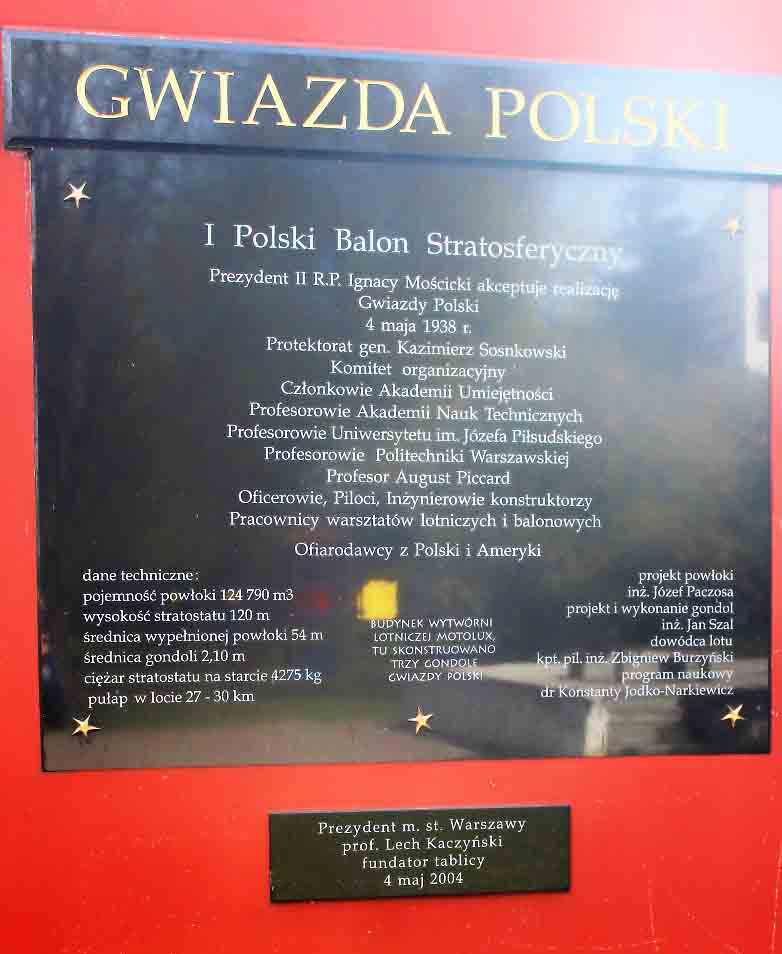 GWIAZDA POLSKI
I Polski Balon Stratosferyczny
Prezydent II R.P. Ignacy Mościcki akceptuje realizację
Gwiazdy Polski
4 maja 1938 r.
Protektorat gen. Kazimierz Sosnkowski
Komitet organizacyjny
Członkowie Akademii Umiejętności
Profesorowie Akademii Nauk Technicznych
Profesorowie Uniwersytetu im. Józefa Piłsudskiego
Profesorowie Politechniki Warszawskiej
Profesor August Piccard
Oficerowie, Piloci, Inżynierowie konstruktorzy
Pracownicy warsztatów lotniczych i balonowych
Ofiarodawcy z Polski i Ameryki
dane techniczne:
pojemność powłoki 124 790 m3
wysokość stratostatu 120 m
średnica wypełnionej powłoki 54 m
średnica gondoli 2,10 m
ciężar stratostatu na starcie 4275 kg
pułap w locie 27 - 30 km
BUDYNEK WYTWÓRNI
LOTNICZEJ MOTOLUX,
TU SKONSTRUOWANO
TRZY GONDOLE
GWIAZDY POLSKI
projekt powłoki
inż. Józef Paczosa
projekt i wykonanie gondol
inż. Jan Szal
dowódca lotu
kpt. pil. inż. Zbigniew Burzyński
program naukowy
dr Konstanty Jodko-Narkiewicz
Prezydent m. st. Warszawy
prof. Lech Kaczyński
fundator tablicy
4 maj 2004